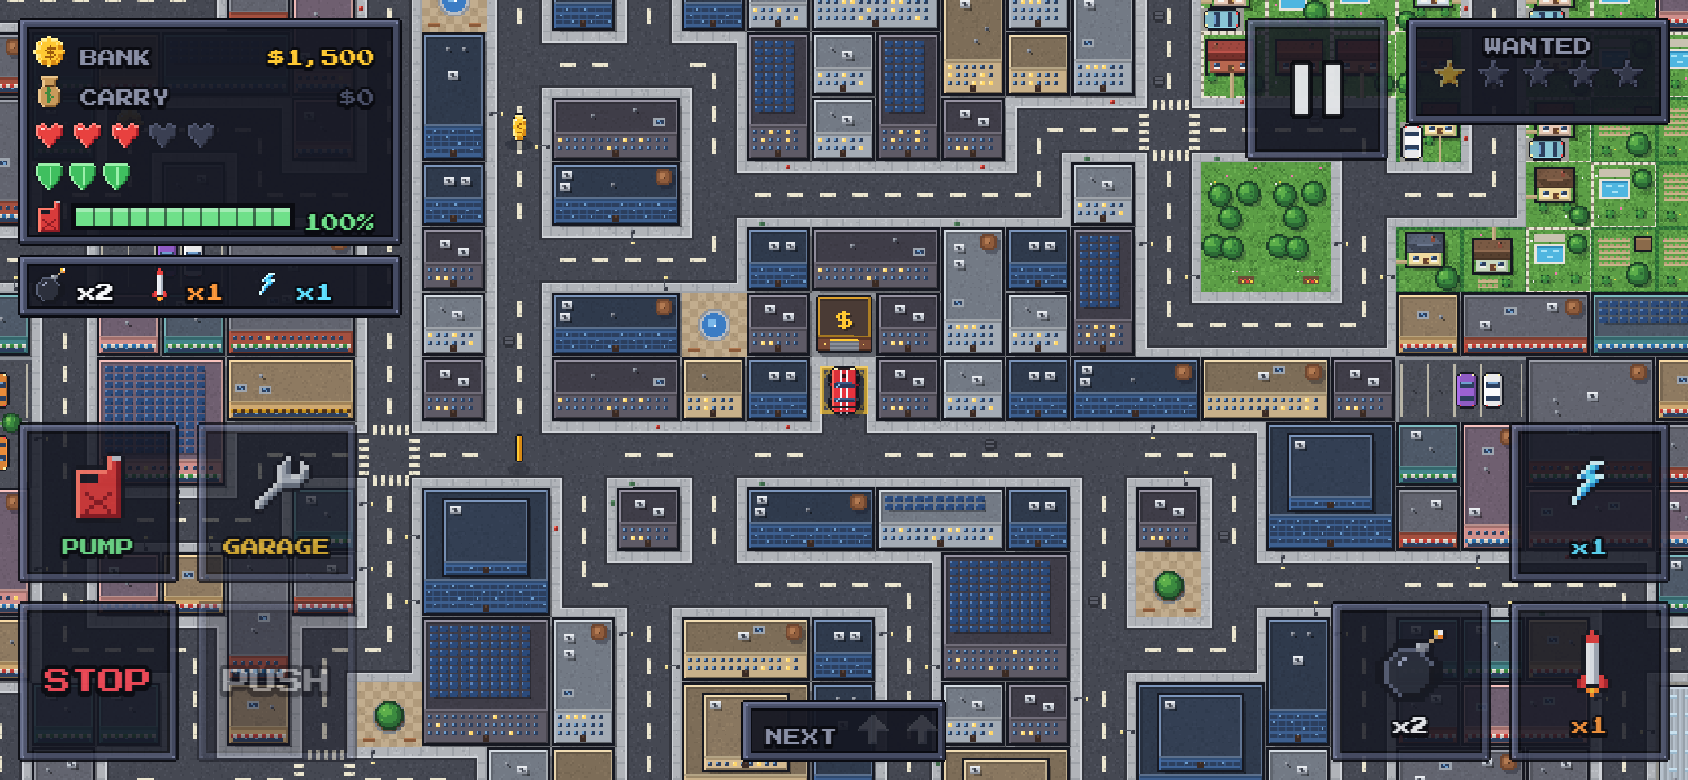 BANK $1,500
CARRY $0
100%
x2 x1 x1
WANTED
$
PUMP
GARAGE
STOP
PUSH
NEXT
x1
x2
x1